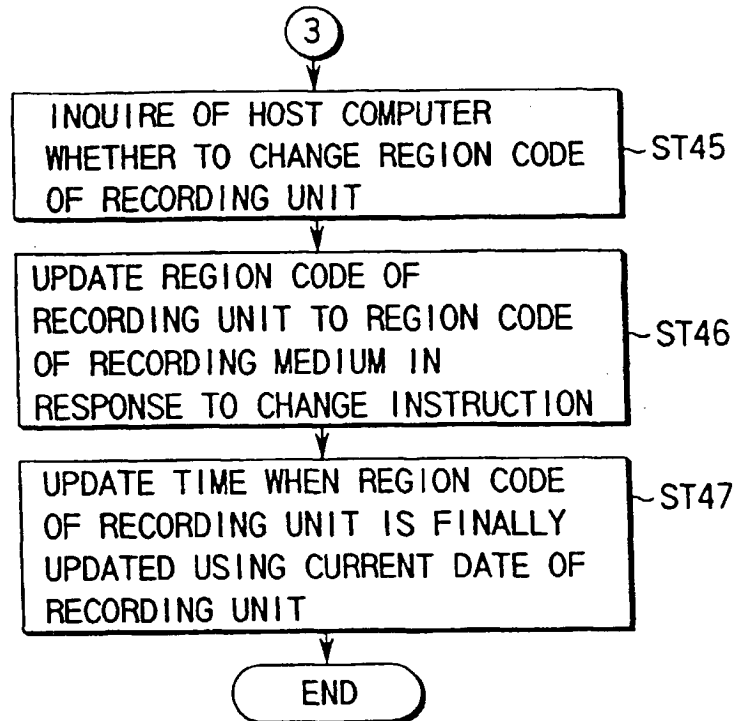 3
INQUIRE OF HOST COMPUTER
WHETHER TO CHANGE REGION CODE
OF RECORDING UNIT
ST45
UPDATE REGION CODE OF
RECORDING UNIT TO REGION CODE
OF RECORDING MEDIUM IN
RESPONSE TO CHANGE INSTRUCTION
ST46
UPDATE TIME WHEN REGION CODE
OF RECORDING UNIT IS FINALLY
UPDATED USING CURRENT DATE OF
RECORDING UNIT
ST47
END